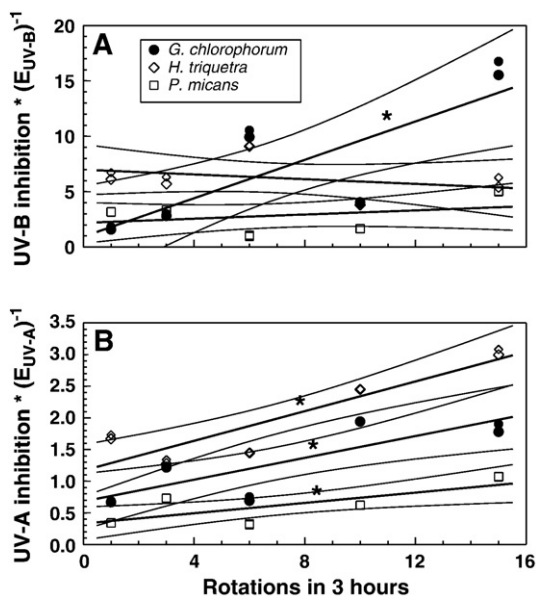 A
G. chlorophorum
H. triquetra
P. micans
UV-B inhibition * (E_UV-B)^-1
20
15
10
5
0
*
B
UV-A inhibition * (E_UV-A)^-1
3.5
3.0
2.5
2.0
1.5
1.0
0.5
0.0
*
*
*
0 4 8 12 16
Rotations in 3 hours